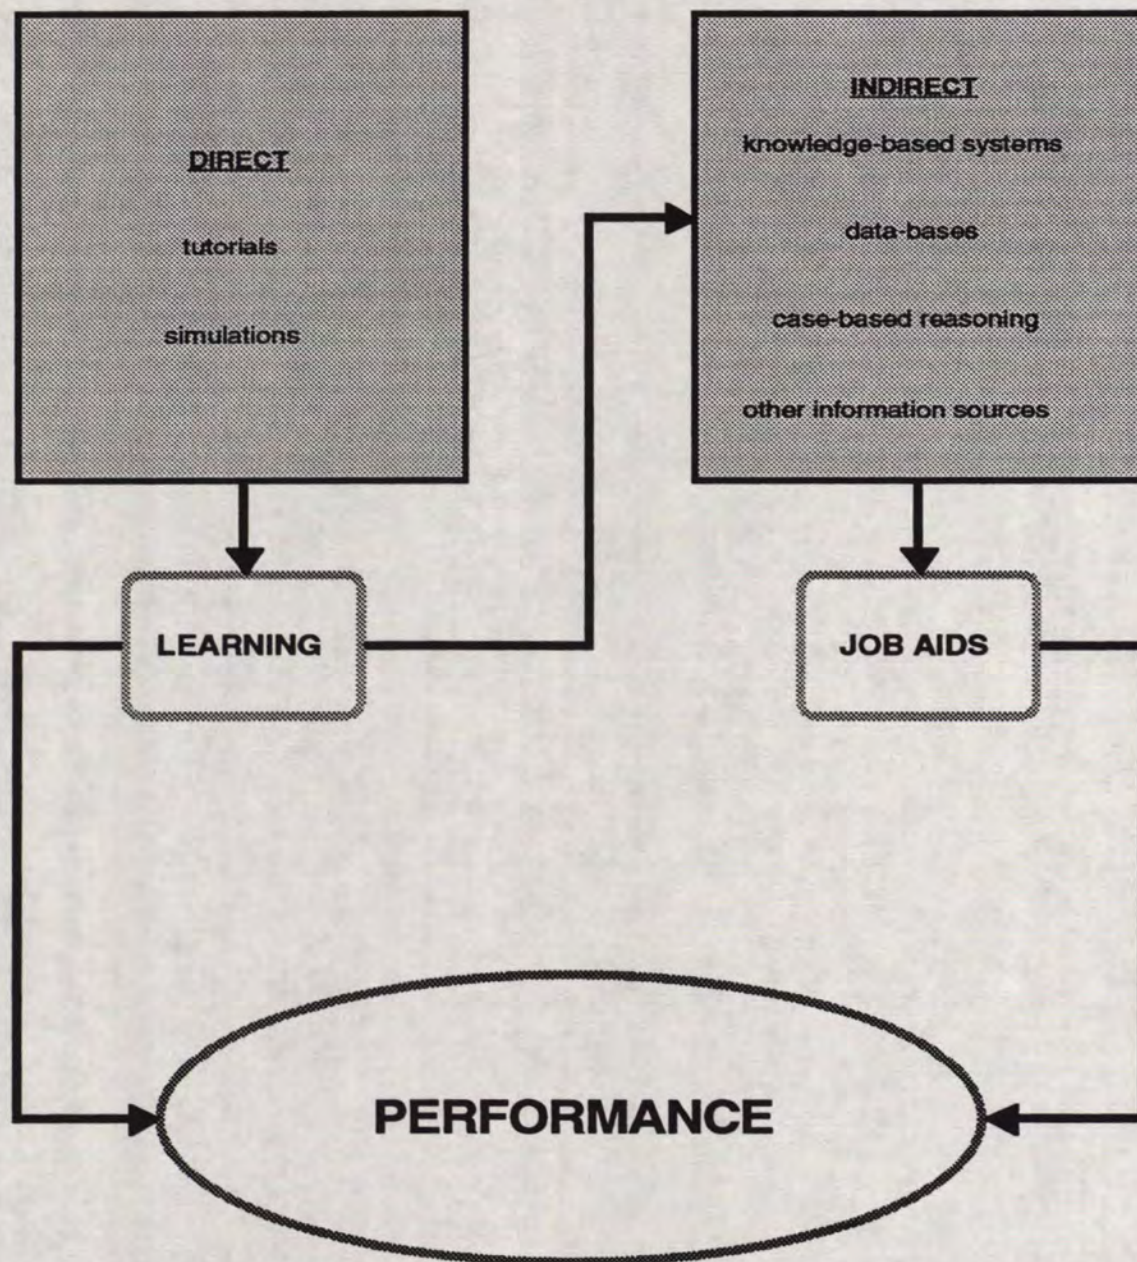 DIRECT
tutorials
simulations
INDIRECT
knowledge-based systems
data-bases
case-based reasoning
other information sources
LEARNING
JOB AIDS
PERFORMANCE